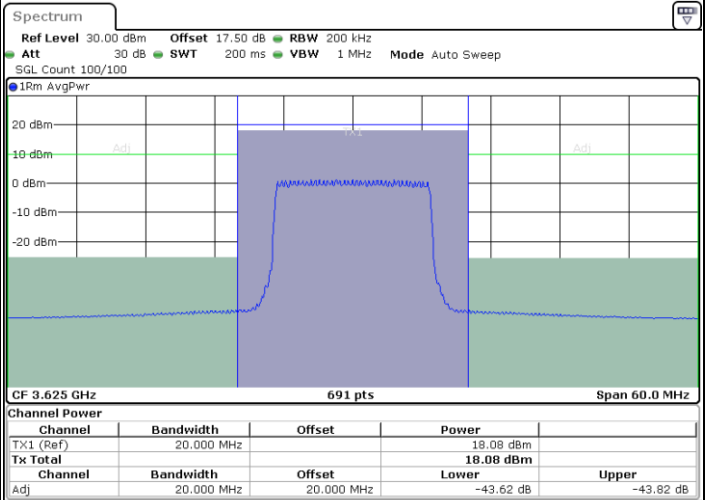 Spectrum
Ref Level 30.00 dBm Offset 17.50 dB RBW 200 kHz
Att 30 dB SWT 200 ms VBW 1 MHz Mode Auto Sweep
SGL Count 100/100
1Rm AvgPwr
20 dBm
TX1
Adj Adj
10 dBm
0 dBm
-10 dBm
-20 dBm
CF 3.625 GHz 691 pts Span 60.0 MHz
Channel Power
Channel Bandwidth Offset Power
TX1 (Ref) 20.000 MHz 18.08 dBm
Tx Total 18.08 dBm
Channel Bandwidth Offset Lower Upper
Adj 20.000 MHz 20.000 MHz -43.62 dB -43.82 dB